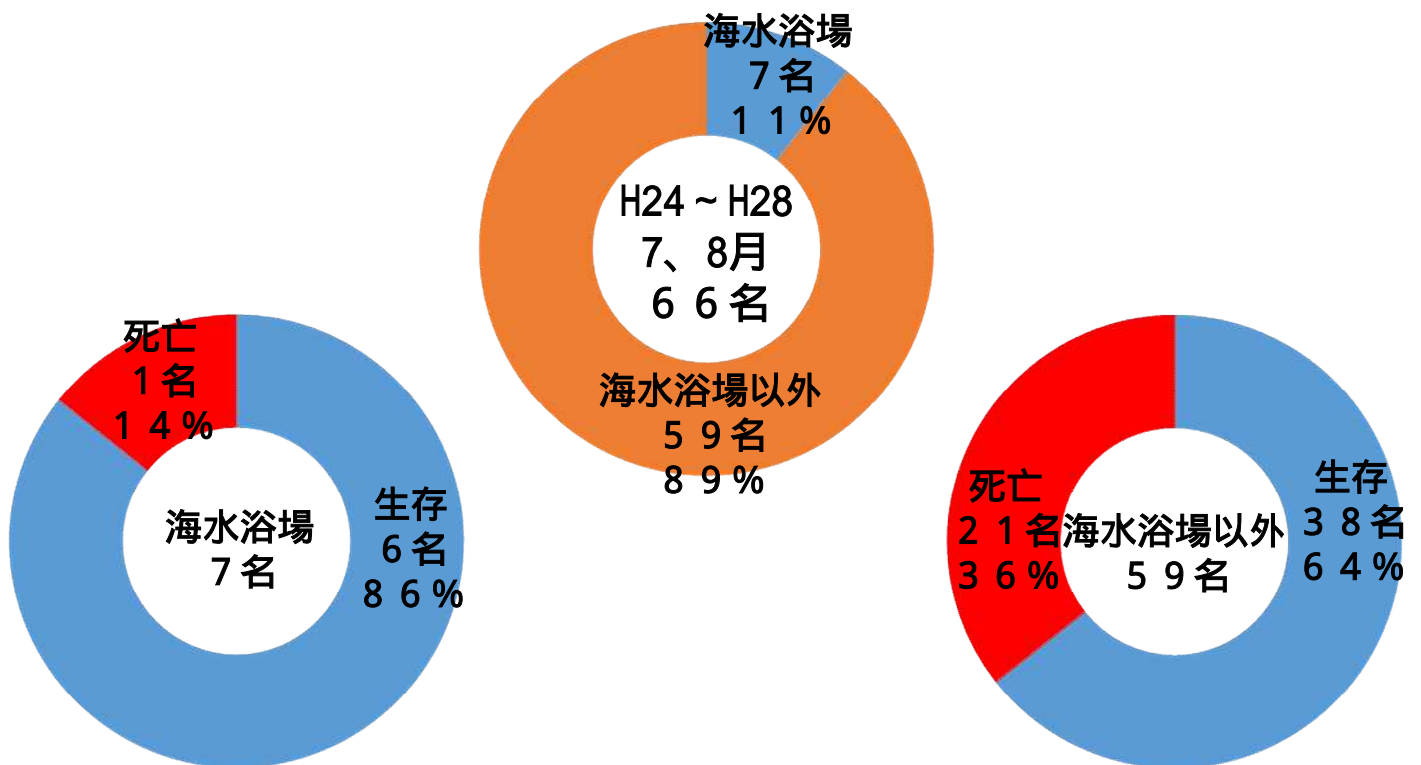 海水浴場
7名
11%
H24~H28
7、8月
66名
海水浴場以外
59名
89%
死亡
1名
14%
海水浴場
7名
生存
6名
86%
死亡
21名
36%
海水浴場以外
59名
生存
38名
64%